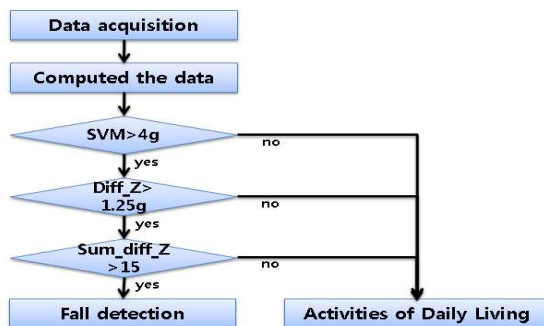 Data acquisition
Computed the data
SVM>4g
no
yes
Diff_Z>
1.25g
no
yes
Sum_diff_Z
>15
no
yes
Fall detection
Activities of Daily Living